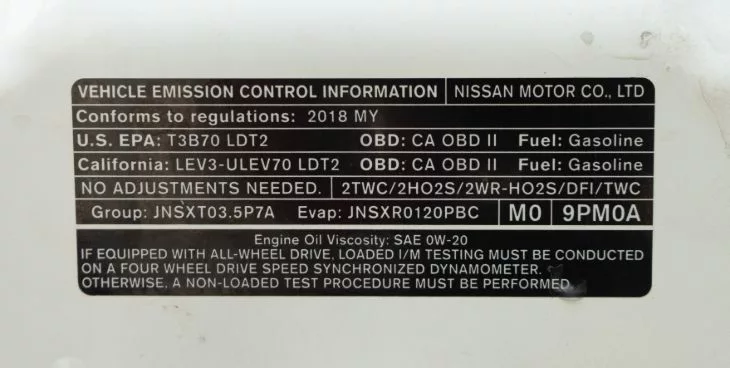 VEHICLE EMISSION CONTROL INFORMATION NISSAN MOTOR CO., LTD
Conforms to regulations: 2018 MY
U.S. EPA: T3B70 LDT2 OBD: CA OBD II Fuel: Gasoline
California: LEV3-ULEV70 LDT2 OBD: CA OBD II Fuel: Gasoline
NO ADJUSTMENTS NEEDED. 2TWC/2HO2S/2WR-HO2S/DFI/TWC
Group: JNSXT03.5P7A Evap: JNSXR0120PBC M0 9PM0A
Engine Oil Viscosity: SAE 0W-20
IF EQUIPPED WITH ALL-WHEEL DRIVE, LOADED I/M TESTING MUST BE CONDUCTED
ON A FOUR WHEEL DRIVE SPEED SYNCHRONIZED DYNAMOMETER.
OTHERWISE, A NON-LOADED TEST PROCEDURE MUST BE PERFORMED.